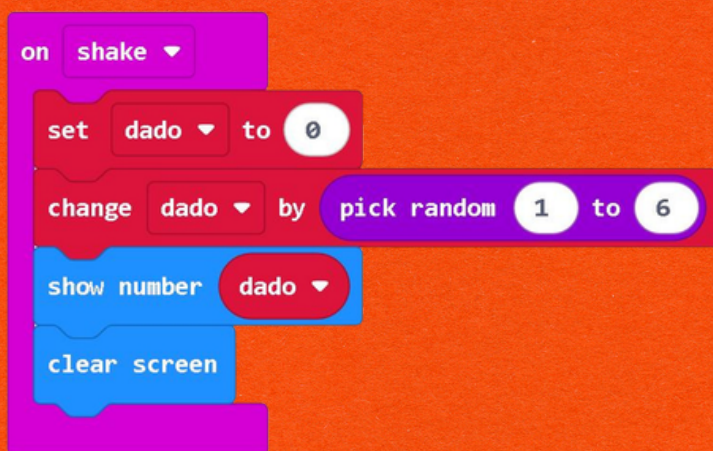 on shake
set dado to 0
change dado by pick random 1 to 6
show number dado
clear screen